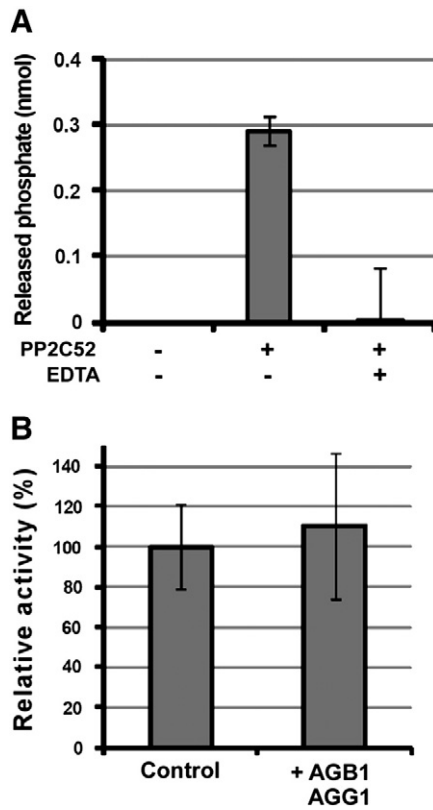 A
Released phosphate (nmol)
0.4
0.3
0.2
0.1
0
PP2C52 - + +
EDTA - - +
B
Relative activity (%)
140
120
100
80
60
40
20
0
Control
+ AGB1
AGG1